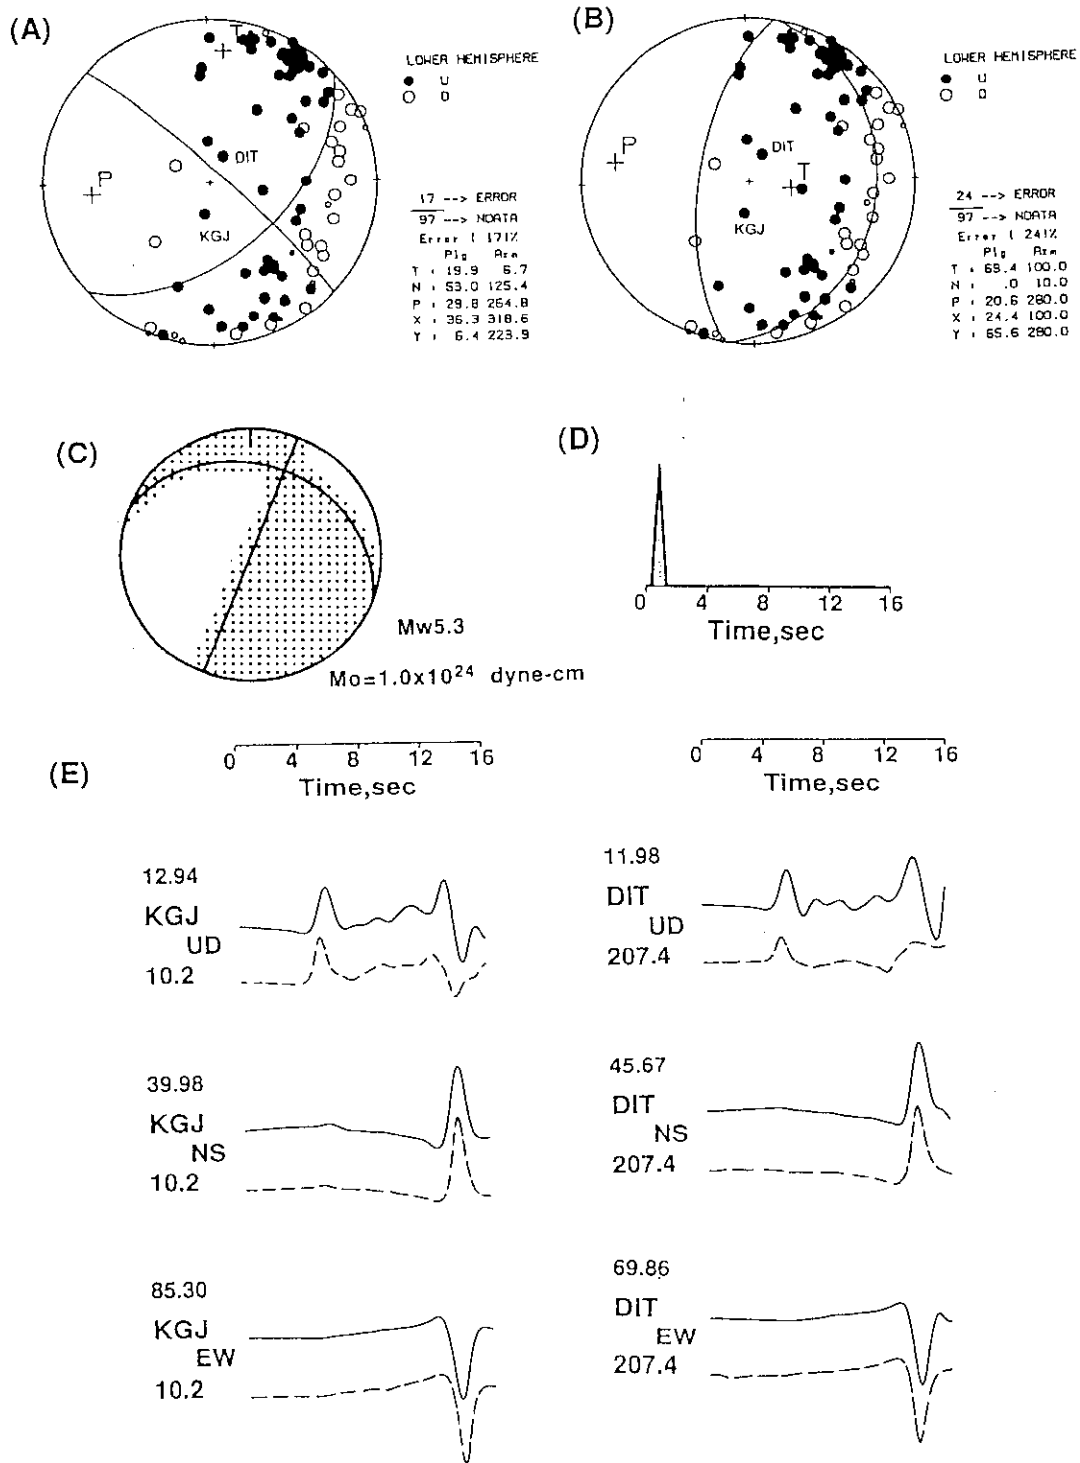 (A)
T
P
DIT
KGJ
LOWER HEMISPHERE
● U
○ D
17 --> ERROR
97 --> NDATA
Error ( 17)%
Plg Azm
T : 19.9 6.7
N : 53.0 125.4
P : 29.8 264.8
X : 36.3 318.6
Y : 6.4 223.9
(B)
P
DIT
T
KGJ
LOWER HEMISPHERE
● U
○ D
24 --> ERROR
97 --> NDATA
Error ( 24)%
Plg Azm
T : 69.4 100.0
N : .0 10.0
P : 20.6 280.0
X : 24.4 100.0
Y : 65.6 280.0
(C)
Mw5.3
Mo=1.0x10²⁴ dyne-cm
(D)
0 4 8 12 16
Time,sec
(E)
0 4 8 12 16
Time,sec
0 4 8 12 16
Time,sec
12.94
KGJ
UD
10.2
11.98
DIT
UD
207.4
39.98
KGJ
NS
10.2
45.67
DIT
NS
207.4
85.30
KGJ
EW
10.2
69.86
DIT
EW
207.4